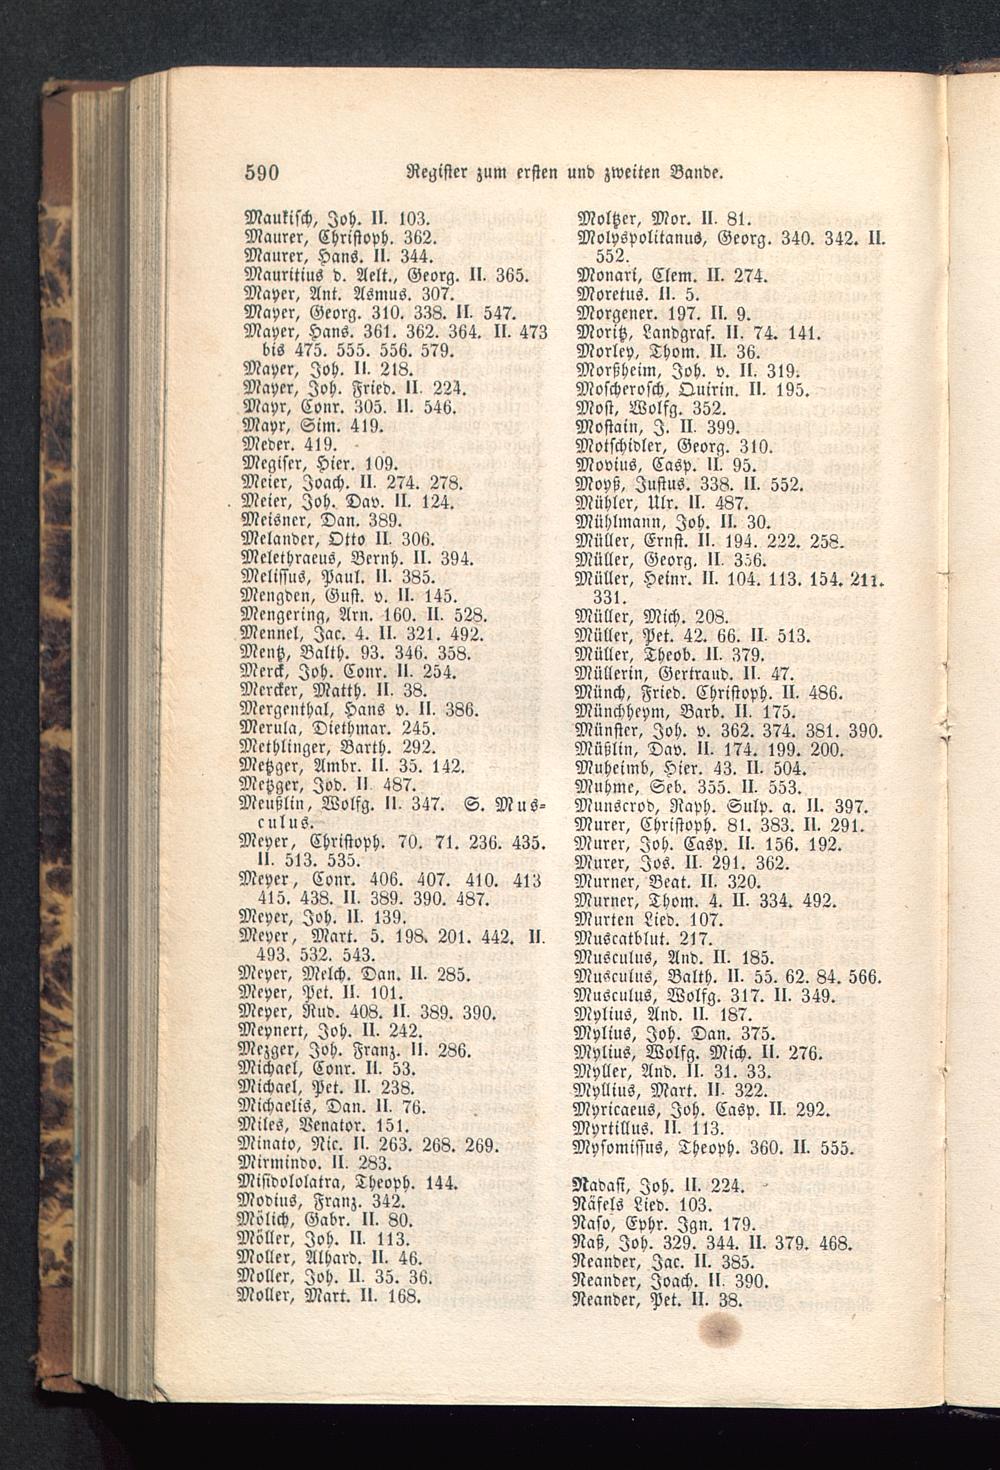 590
Register zum ersten und zweiten Bande.
Maukisch, Joh. II. 103.
Maurer, Christoph. 362.
Maurer, Hans. II. 344.
Mauritius d. Aelt., Georg. II. 365.
Mayer, Ant. Asmus. 307.
Mayer, Georg. 310. 338. II. 547.
Mayer, Hans. 361. 362. 364. II. 473
bis 475. 555. 556. 579.
Mayer, Joh. II. 218.
Mayer, Joh. Fried. II. 224.
Mayr, Conr. 305. II. 546.
Mayr, Sim. 419.
Meder. 419.
Megiser, Hier. 109.
Meier, Joach. II. 274. 278.
Meier, Joh. Dav. II. 124.
Meisner, Dan. 389.
Melander, Otto II. 306.
Melethraeus, Bernh. II. 394.
Melissus, Paul. II. 385.
Mengden, Gust. v. II. 145.
Mengering, Arn. 160. II. 528.
Mennel, Jac. 4. II. 321. 492.
Mentz, Balth. 93. 346. 358.
Merck, Joh. Conr. II. 254.
Mercker, Matth. II. 38.
Mergenthal, Hans v. II. 386.
Merula, Diethmar. 245.
Methlinger, Barth. 292.
Metzger, Ambr. II. 35. 142.
Metzger, Jod. II. 487.
Meußlin, Wolfg. II. 347. S. Mus-
culus.
Meyer, Christoph. 70. 71. 236. 435.
II. 513. 535.
Meyer, Conr. 406. 407. 410. 413
415. 438. II. 389. 390. 487.
Meyer, Joh. II. 139.
Meyer, Mart. 5. 198. 201. 442. II.
493. 532. 543.
Meyer, Melch. Dan. II. 285.
Meyer, Pet. II. 101.
Meyer, Rud. 408. II. 389. 390.
Meynert, Joh. II. 242.
Mezger, Joh. Franz. II. 286.
Michael, Conr. II. 53.
Michael, Pet. II. 238.
Michaelis, Dan. II. 76.
Miles, Venator. 151.
Minato, Nic. II. 263. 268. 269.
Mirmindo. II. 283.
Misidololatra, Theoph. 144.
Modius, Franz. 342.
Mölich, Gabr. II. 80.
Möller, Joh. II. 113.
Moller, Alhard. II. 46.
Moller, Joh. II. 35. 36.
Moller, Mart. II. 168.
Moltzer, Mor. II. 81.
Molyspolitanus, Georg. 340. 342. II.
552.
Monari, Clem. II. 274.
Moretus. II. 5.
Morgener. 197. II. 9.
Moritz, Landgraf. II. 74. 141.
Morley, Thom. II. 36.
Morßheim, Joh. v. II. 319.
Moscherosch, Quirin. II. 195.
Most, Wolfg. 352.
Mostain, J. II. 399.
Motschidler, Georg. 310.
Movius, Casp. II. 95.
Moyß, Justus. 338. II. 552.
Mühler, Ulr. II. 487.
Mühlmann, Joh. II. 30.
Müller, Ernst. II. 194. 222. 258.
Müller, Georg. II. 356.
Müller, Heinr. II. 104. 113. 154. 211.
331.
Müller, Mich. 208.
Müller, Pet. 42. 66. II. 513.
Müller, Theob. II. 379.
Müllerin, Gertraud. II. 47.
Münch, Fried. Christoph. II. 486.
Münchheym, Barb. II. 175.
Münster, Joh. v. 362. 374. 381. 390.
Müßlin, Dav. II. 174. 199. 200.
Muheimb, Hier. 43. II. 504.
Muhme, Seb. 355. II. 553.
Munscrod, Raph. Sulp. a. II. 397.
Murer, Christoph. 81. 383. II. 291.
Murer, Joh. Casp. II. 156. 192.
Murer, Jos. II. 291. 362.
Murner, Beat. II. 320.
Murner, Thom. 4. II. 334. 492.
Murten Lied. 107.
Muscatblut. 217.
Musculus, And. II. 185.
Musculus, Balth. II. 55. 62. 84. 566.
Musculus, Wolfg. 317. II. 349.
Mylius, And. II. 187.
Mylius, Joh. Dan. 375.
Mylius, Wolfg. Mich. II. 276.
Myller, And. II. 31. 33.
Myllius, Mart. II. 322.
Myricaeus, Joh. Casp. II. 292.
Myrtillus. II. 113.
Mysomissus, Theoph. 360. II. 555.
Nadasi, Joh. II. 224.
Näfels Lied. 103.
Naso, Ephr. Ign. 179.
Naß, Joh. 329. 344. II. 379. 468.
Neander, Jac. II. 385.
Neander, Joach. II. 390.
Neander, Pet. II. 38.